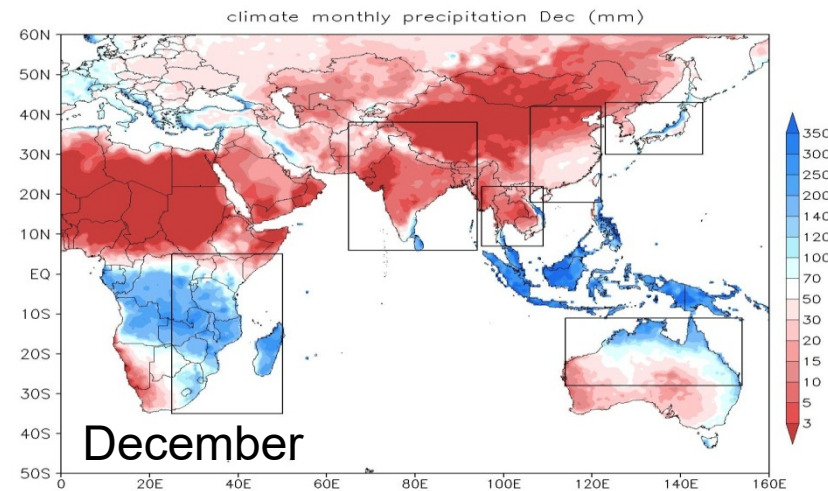 climate monthly precipitation Dec (mm)
60N
50N
40N
30N
20N
10N
EQ
10S
20S
30S
40S
50S
0
20E
40E
60E
80E
100E
120E
140E
160E
December
350
300
250
200
140
120
100
70
50
30
20
15
10
5
3